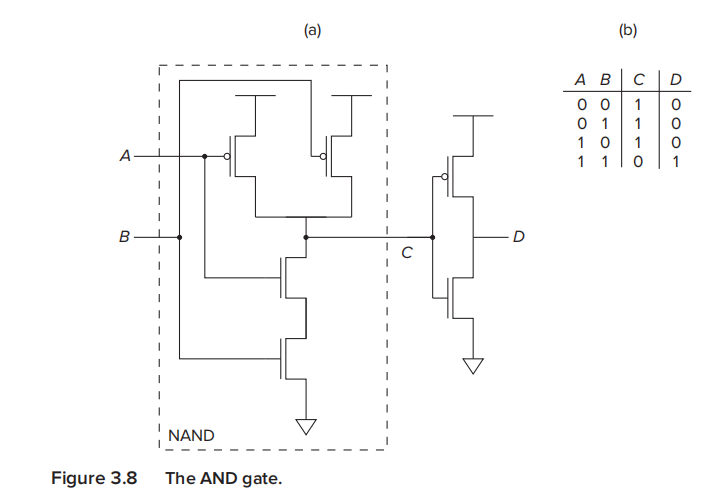 (a)
(b)
A B C D
0 0 1 0
0 1 1 0
1 0 1 0
1 1 0 1
A
B
C
D
NAND
Figure 3.8 The AND gate.